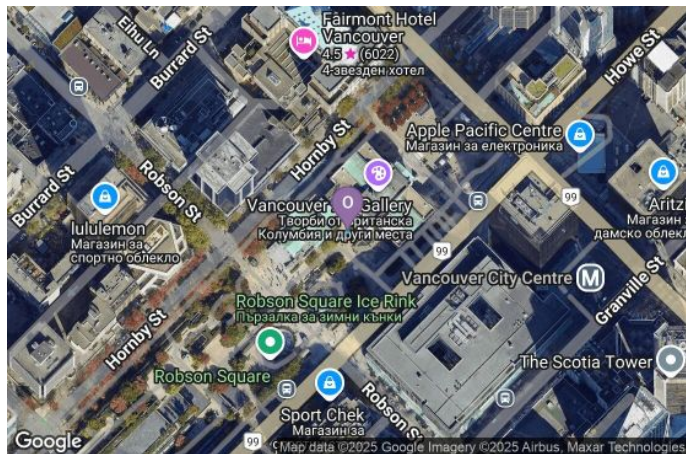 Eihu Ln
Burrard St
Fairmont Hotel
Vancouver
4.5★(6022)
4-звезден хотел
Howe St
Hornby St
Apple Pacific Centre
Магазин за електроника
Burrard St
Robson St
lululemon
Магазин за
спортно облекло
O
Vancouver
Gallery
Творби от
Колумбия и други места
99
Aritzi
Магазин
дамско облекло
99
Vancouver City Centre
M
Granville St
Robson Square Ice Rink
Пързалка за зимни кънки
Hornby St
Robson Square
The Scotia Tower
Sport Chek
Магазин за
Robson St
99
Google
Map data ©2025 Google Imagery ©2025 Airbus, Maxar Technologies